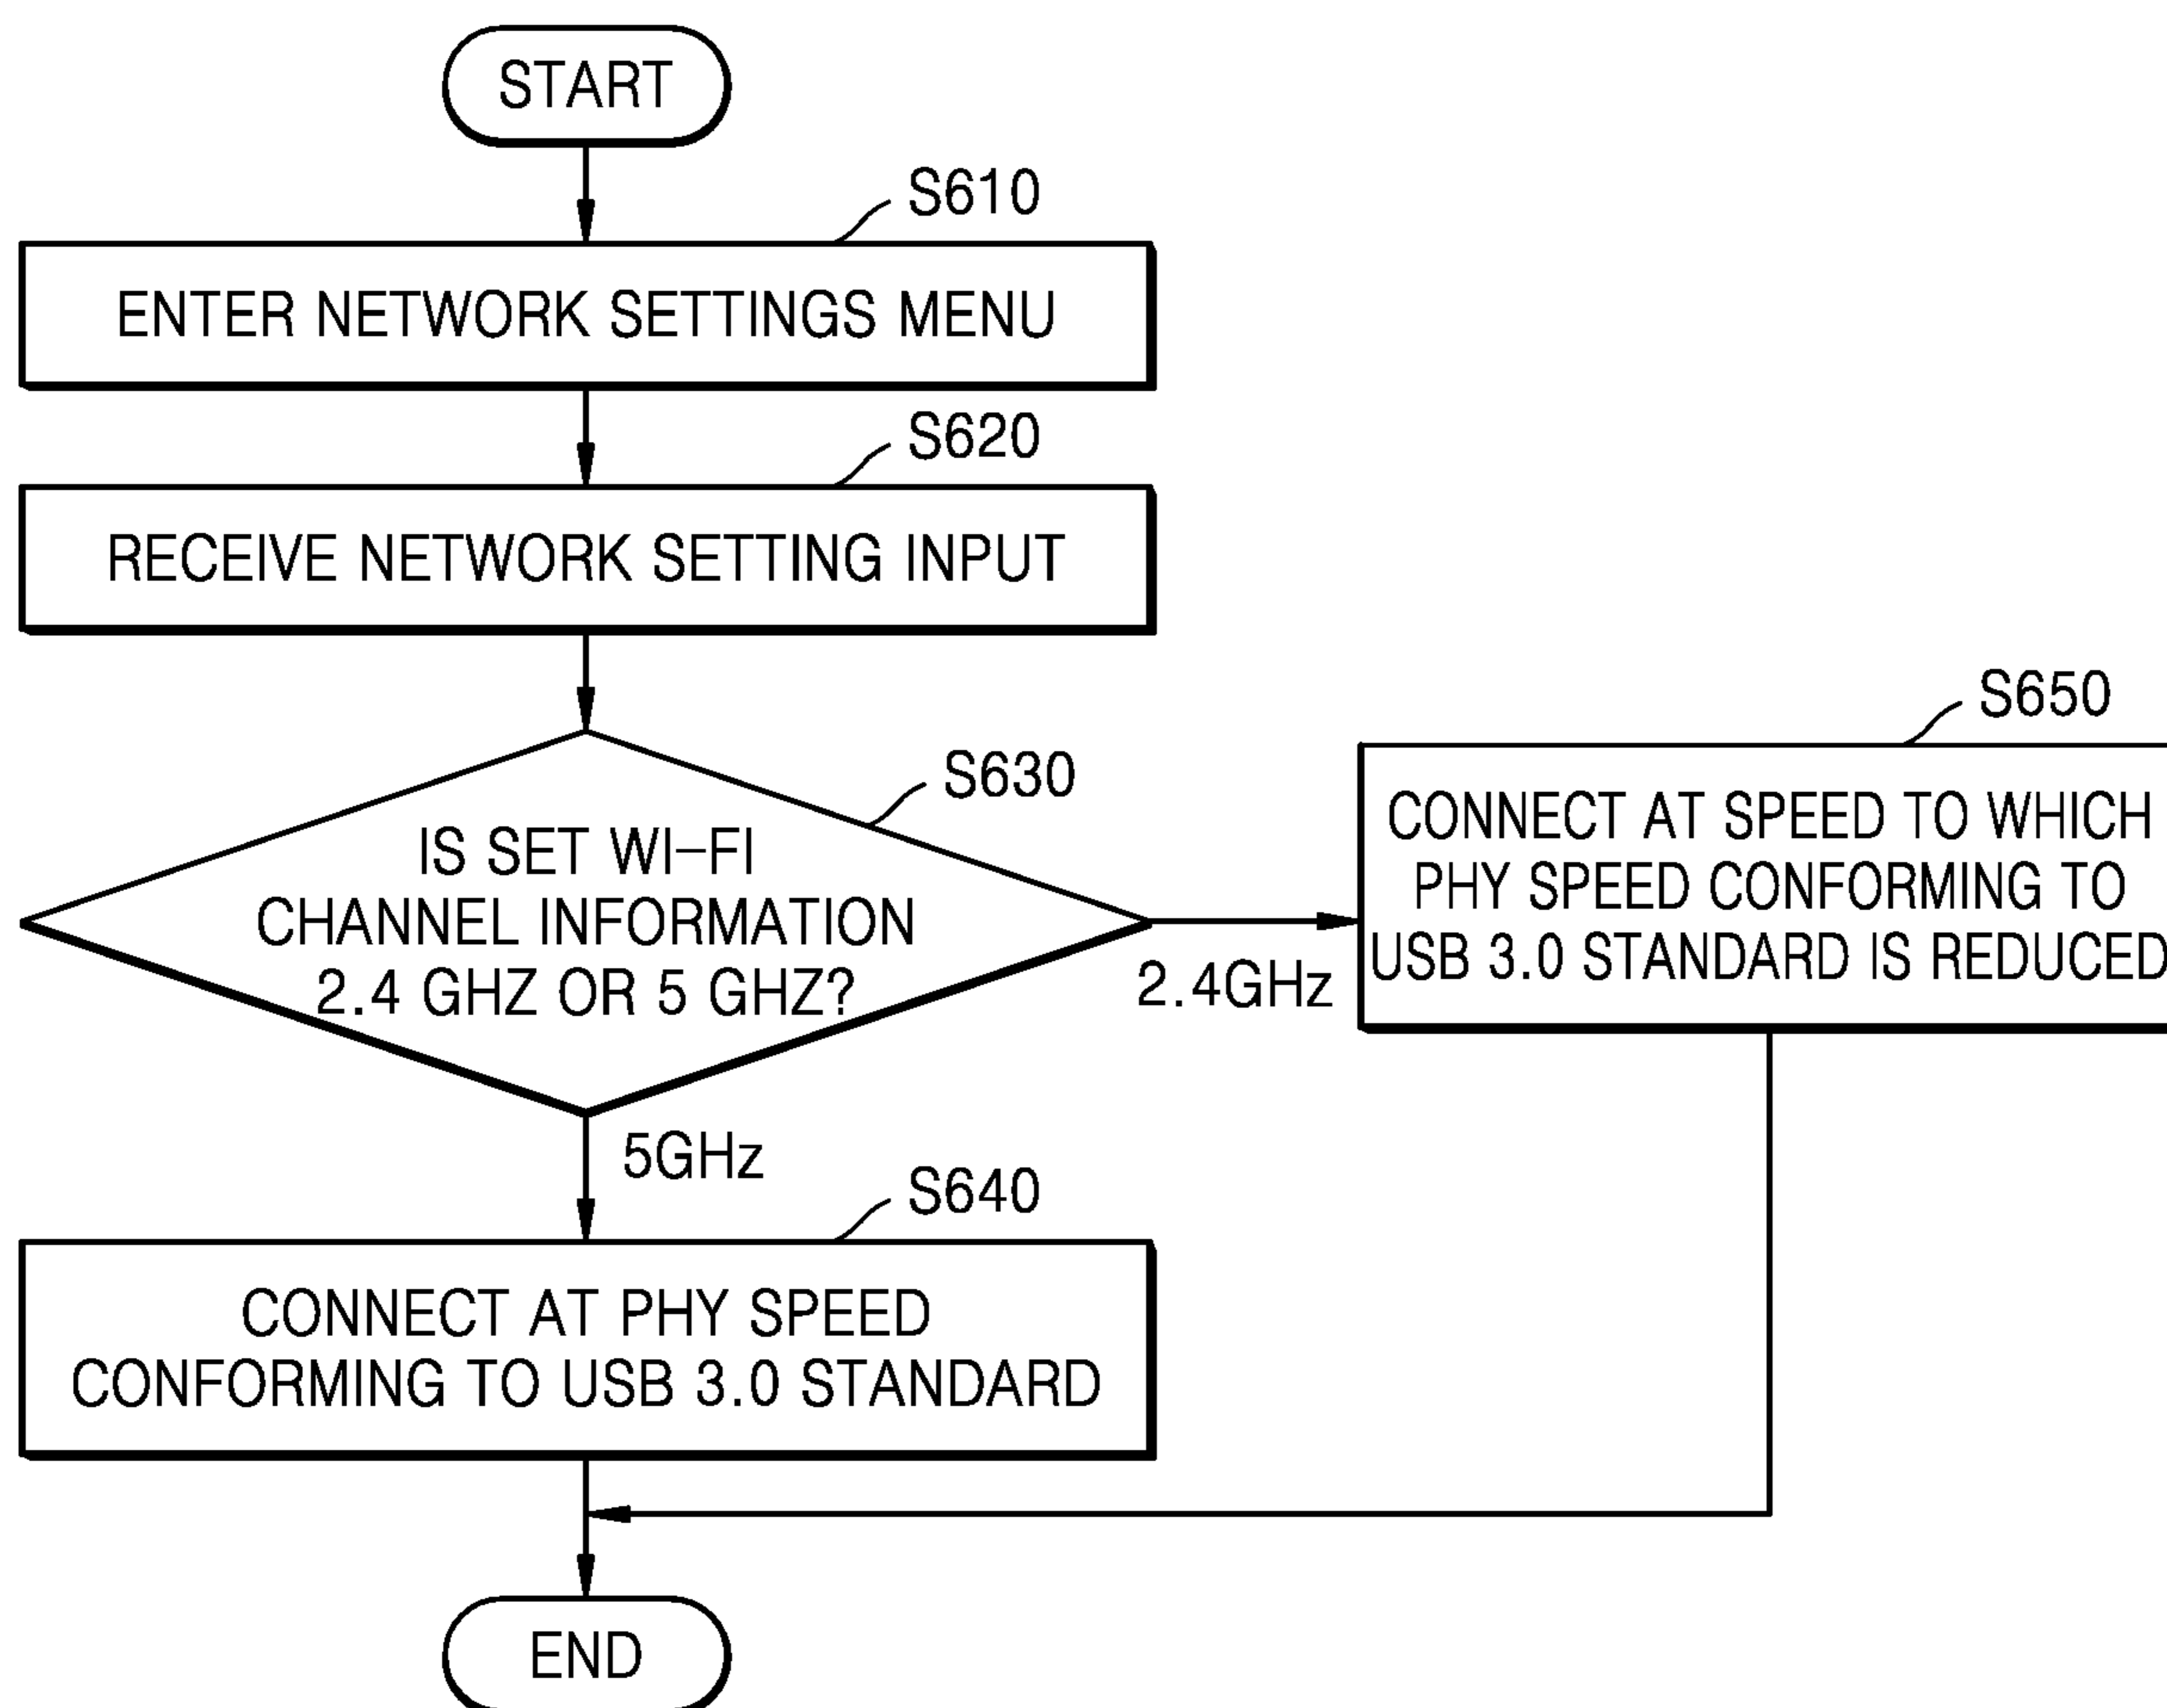 START
S610
ENTER NETWORK SETTINGS MENU
S620
RECEIVE NETWORK SETTING INPUT
S630
IS SET WI-FI
CHANNEL INFORMATION
2.4 GHZ OR 5 GHZ?
2.4GHz
S650
CONNECT AT SPEED TO WHICH
PHY SPEED CONFORMING TO
USB 3.0 STANDARD IS REDUCED
5GHz
S640
CONNECT AT PHY SPEED
CONFORMING TO USB 3.0 STANDARD
END